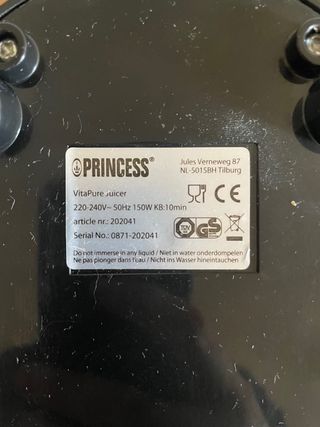 PRINCESS®
Jules Verneweg 87
NL-5015BH Tilburg
VitaPure Juicer
220-240V~ 50Hz 150W KB:10min
article nr.: 202041
Serial No.: 0871-202041
CE
GS
Do not immerse in any liquid / Niet in water onderdompelen
Ne pas plonger dans l'eau / Nicht ins Wasser hineintauchen